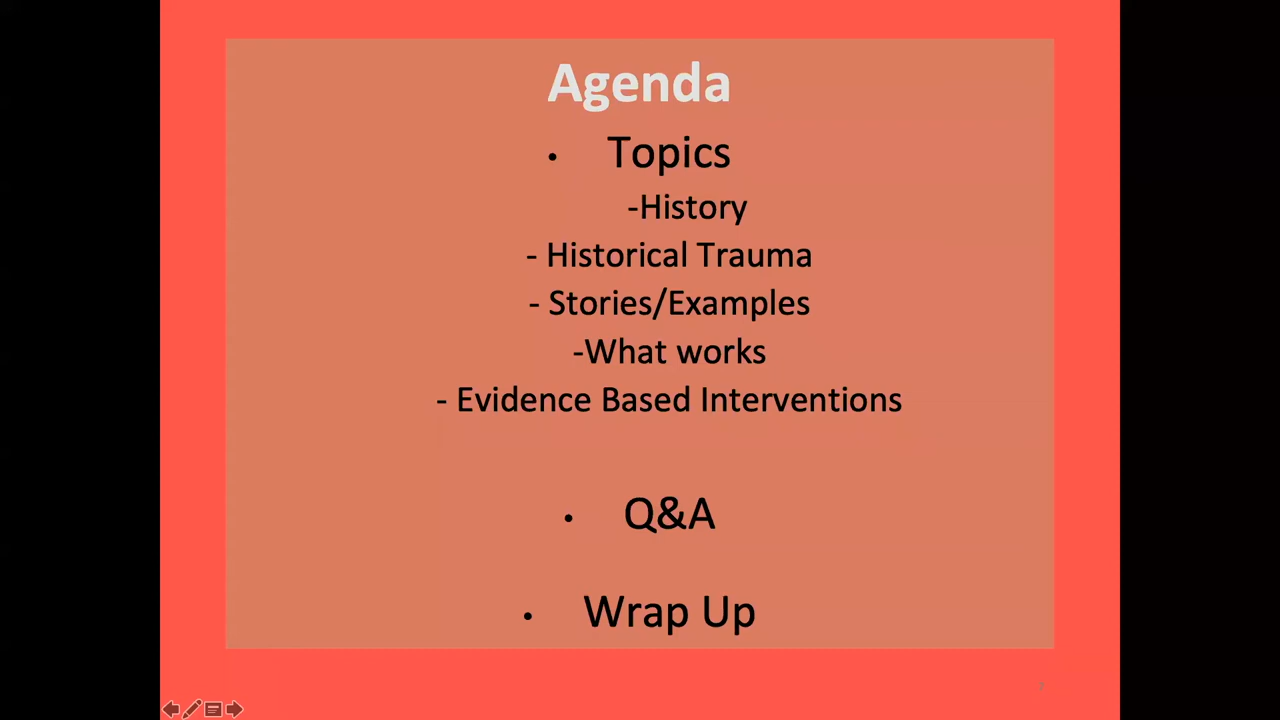 Agenda
• Topics
-History
- Historical Trauma
- Stories/Examples
-What works
- Evidence Based Interventions
• Q&A
• Wrap Up